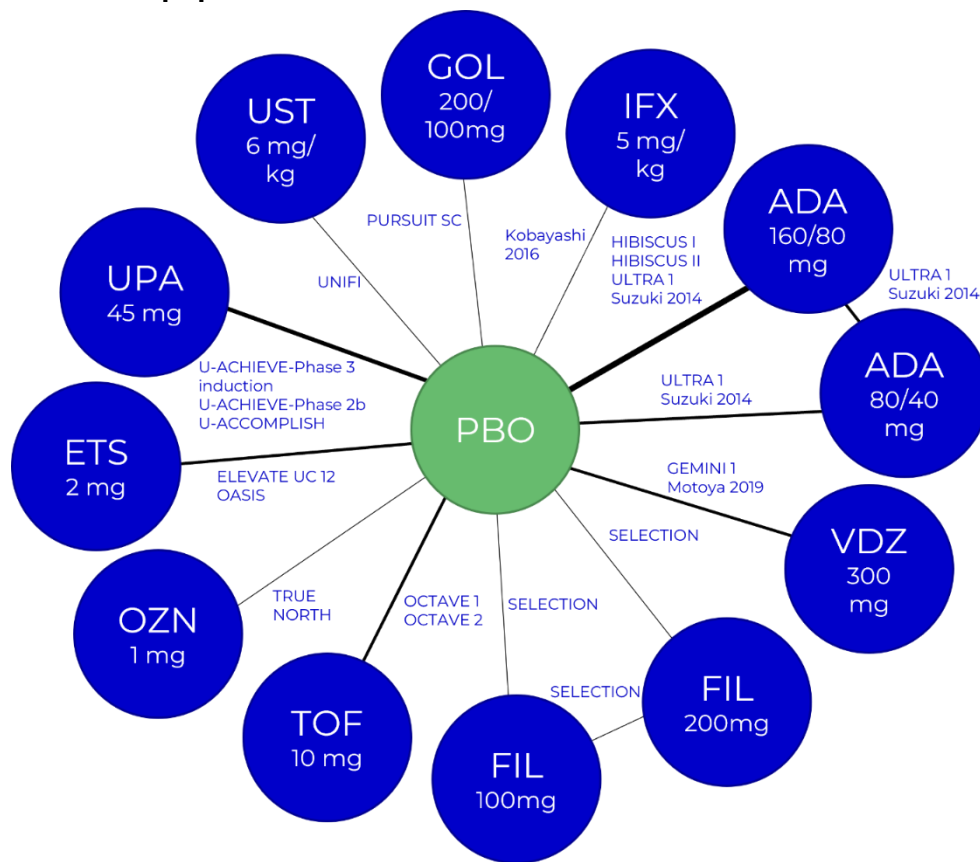 GOL
200/
100mg
UST
6 mg/
kg
IFX
5 mg/
kg
ADA
160/80
mg
PURSUIT SC
Kobayashi
2016
HIBISCUS I
HIBISCUS II
ULTRA 1
Suzuki 2014
ULTRA 1
Suzuki 2014
UNIFI
UPA
45 mg
ADA
80/40
mg
U-ACHIEVE-Phase 3
induction
U-ACHIEVE-Phase 2b
U-ACCOMPLISH
PBO
ULTRA 1
Suzuki 2014
ETS
2 mg
ELEVATE UC 12
OASIS
GEMINI 1
Motoya 2019
VDZ
300
mg
SELECTION
OZN
1 mg
TRUE
NORTH
OCTAVE 1
OCTAVE 2
SELECTION
TOF
10 mg
SELECTION
FIL
200mg
FIL
100mg